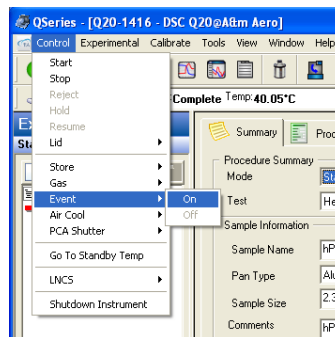 QSeries - [Q20-1416 - DSC Q20@A&m Aero]
Control Experimental Calibrate Tools View Window Help
Complete Temp: 40.05°C
Start
Stop
Reject
Hold
Resume
Lid
Store
Gas
Event
Air Cool
PCA Shutter
Go To Standby Temp
LNCS
Shutdown Instrument
On
Off
Summary
Procedure Summary
Mode
Test
Sample Information
Sample Name
Pan Type
Sample Size
2.3
Comments